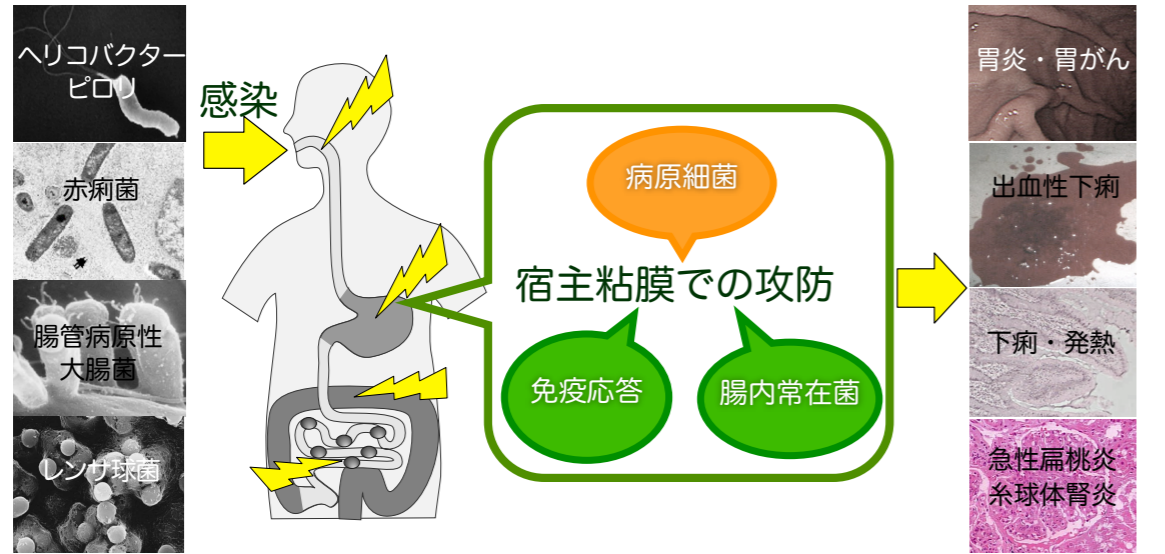 ヘリコバクター
ピロリ
赤痢菌
腸管病原性
大腸菌
レンサ球菌
感染
病原細菌
宿主粘膜での攻防
免疫応答
腸内常在菌
胃炎・胃がん
出血性下痢
下痢・発熱
急性扁桃炎
糸球体腎炎